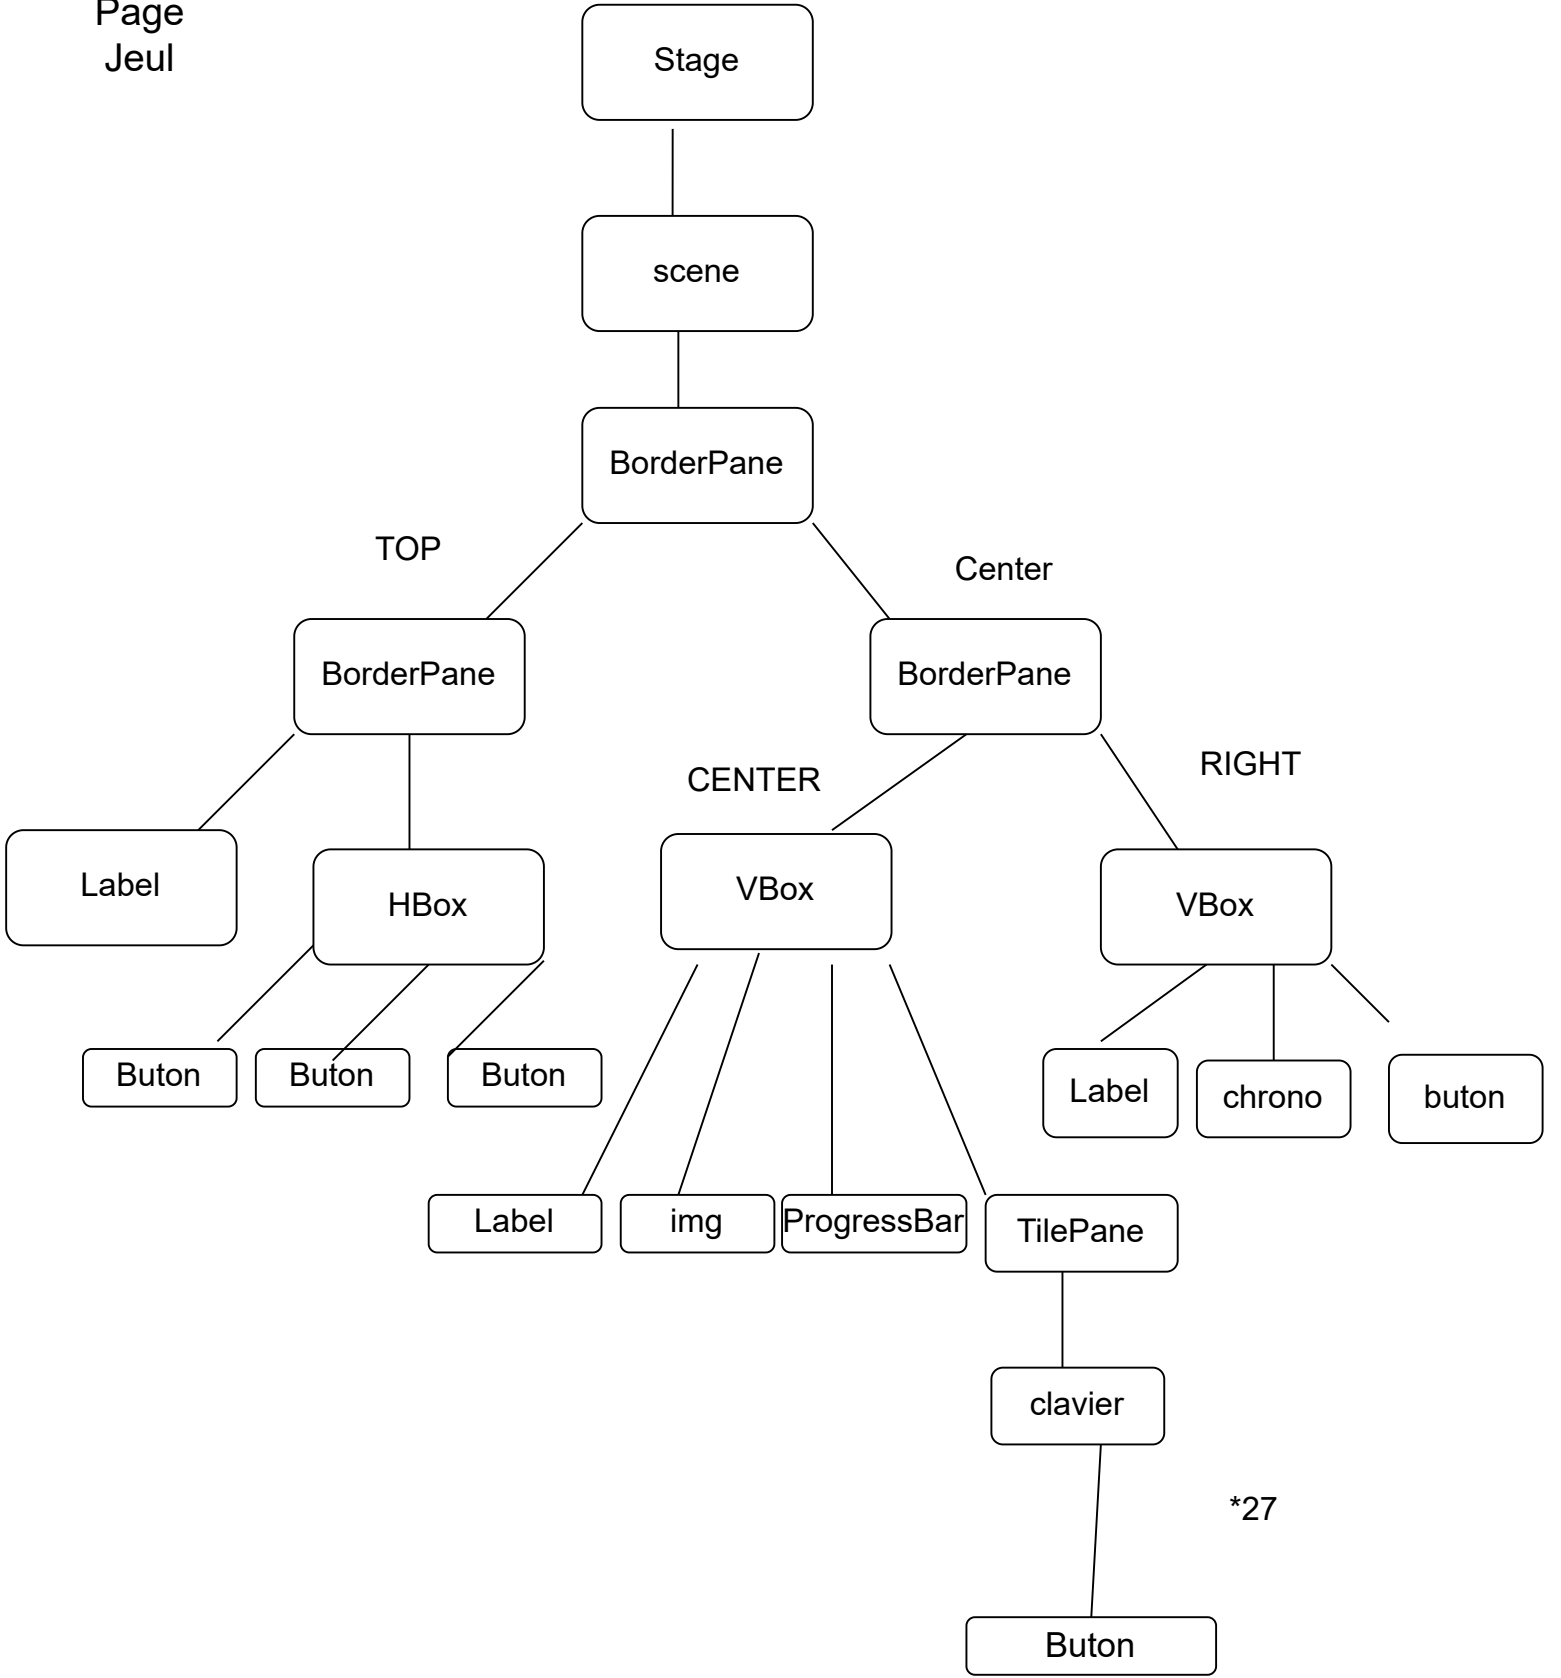 Page
Jeul
Stage
scene
BorderPane
TOP
Center
BorderPane
BorderPane
CENTER
RIGHT
Label
HBox
VBox
VBox
Buton
Buton
Buton
Label
chrono
buton
Label
img
ProgressBar
TilePane
clavier
*27
Buton